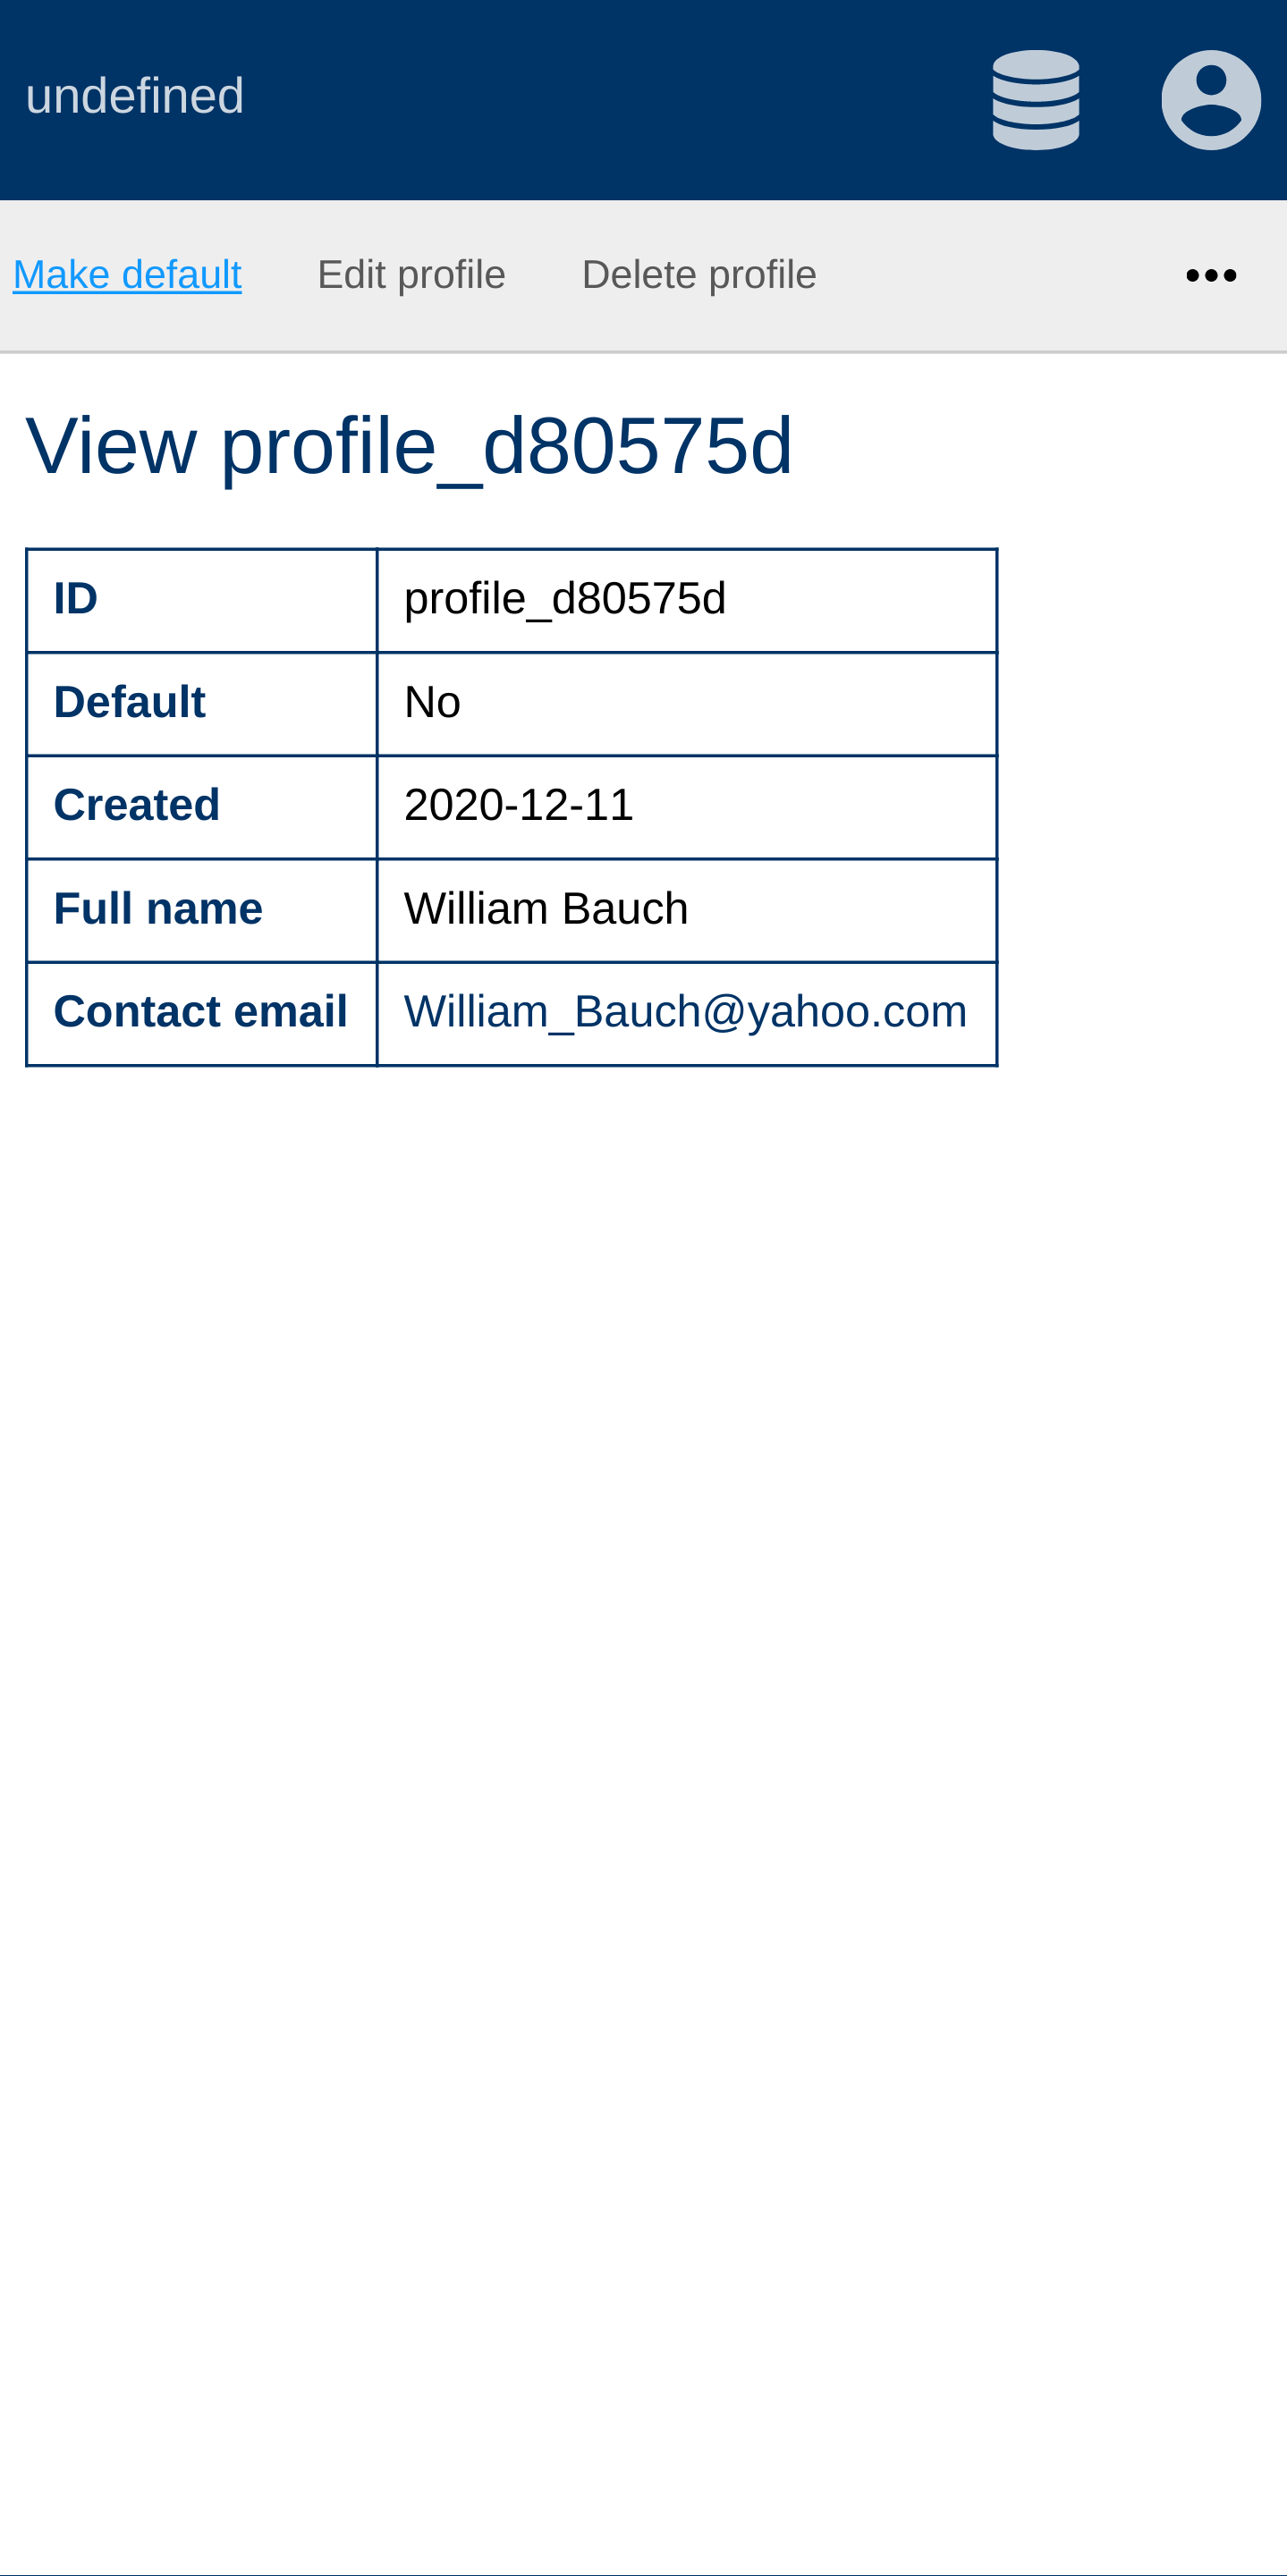 undefined
Make default Edit profile Delete profile •••
View profile_d80575d
ID profile_d80575d
Default No
Created 2020-12-11
Full name William Bauch
Contact email William_Bauch@yahoo.com